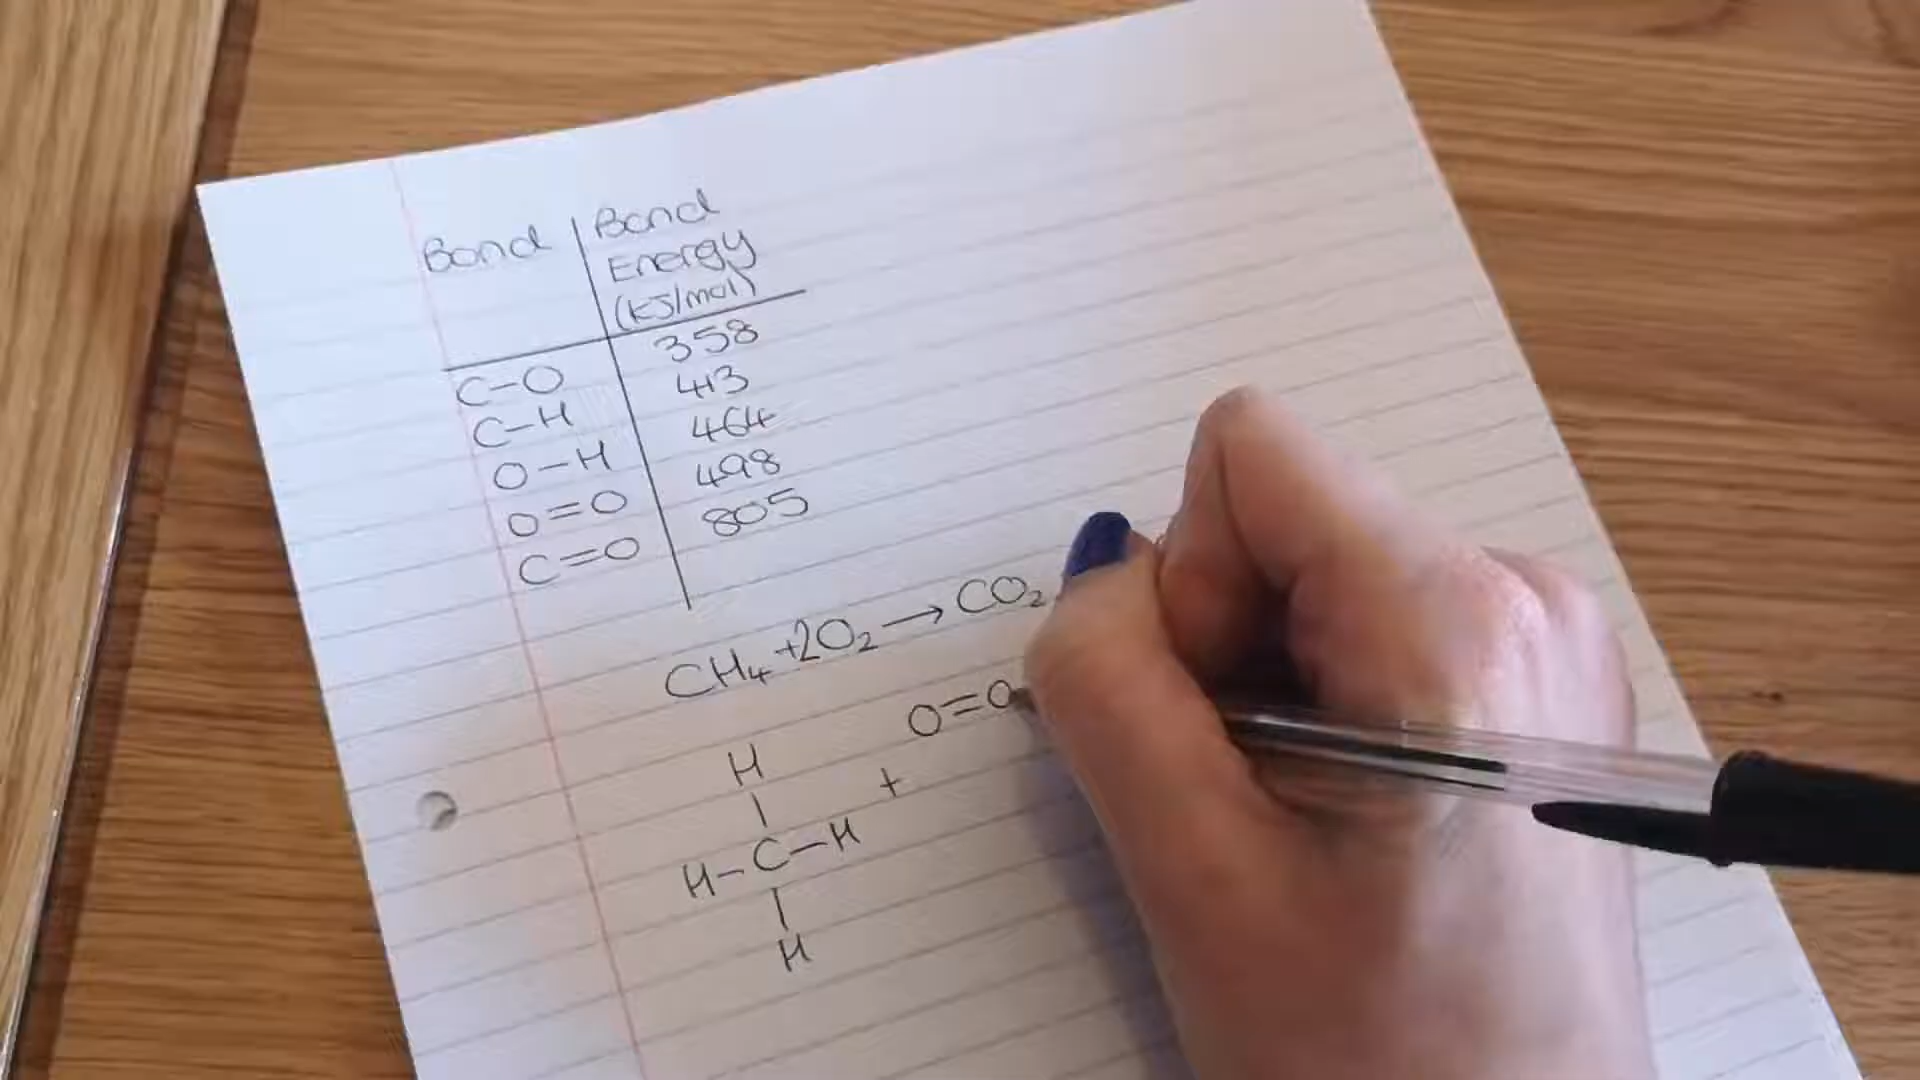 Bond | Bond
Energy
(kJ/mol)
C-O 358
C-H 413
O-H 464
O=O 498
C=O 805
CH₄ +2O₂ → CO₂
O=O
H
+
H-C-H
H